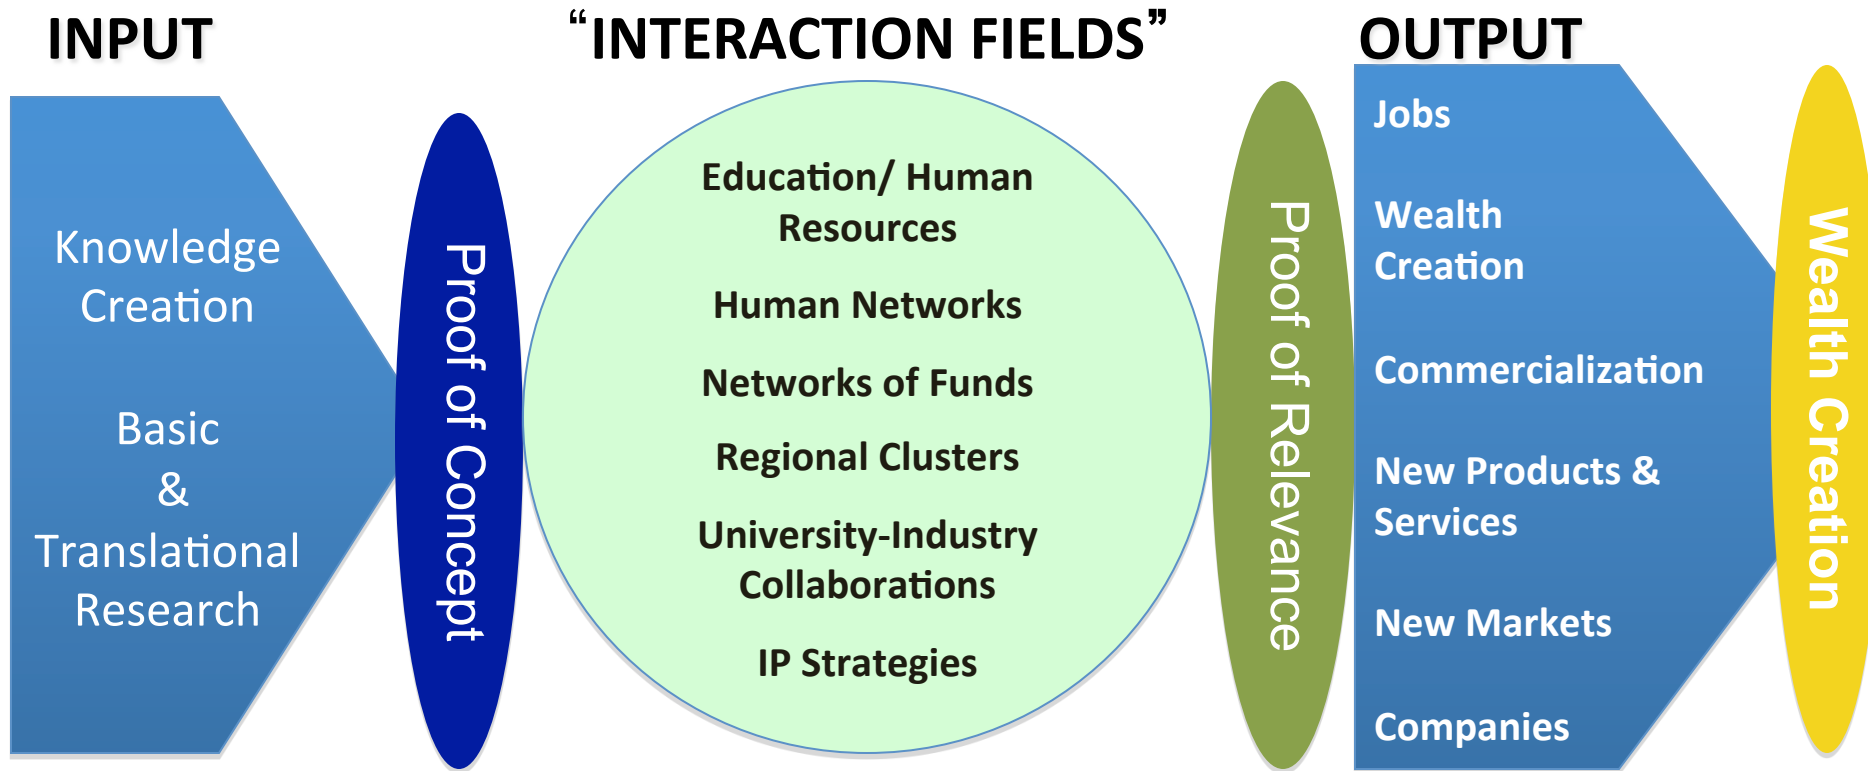 INPUT
“INTERACTION FIELDS”
OUTPUT
Knowledge
Creation
Basic
&
Translational
Research
Proof of Concept
Education/ Human
Resources
Human Networks
Networks of Funds
Regional Clusters
University-Industry
Collaborations
IP Strategies
Proof of Relevance
Jobs
Wealth
Creation
Commercialization
New Products &
Services
New Markets
Companies
Wealth Creation